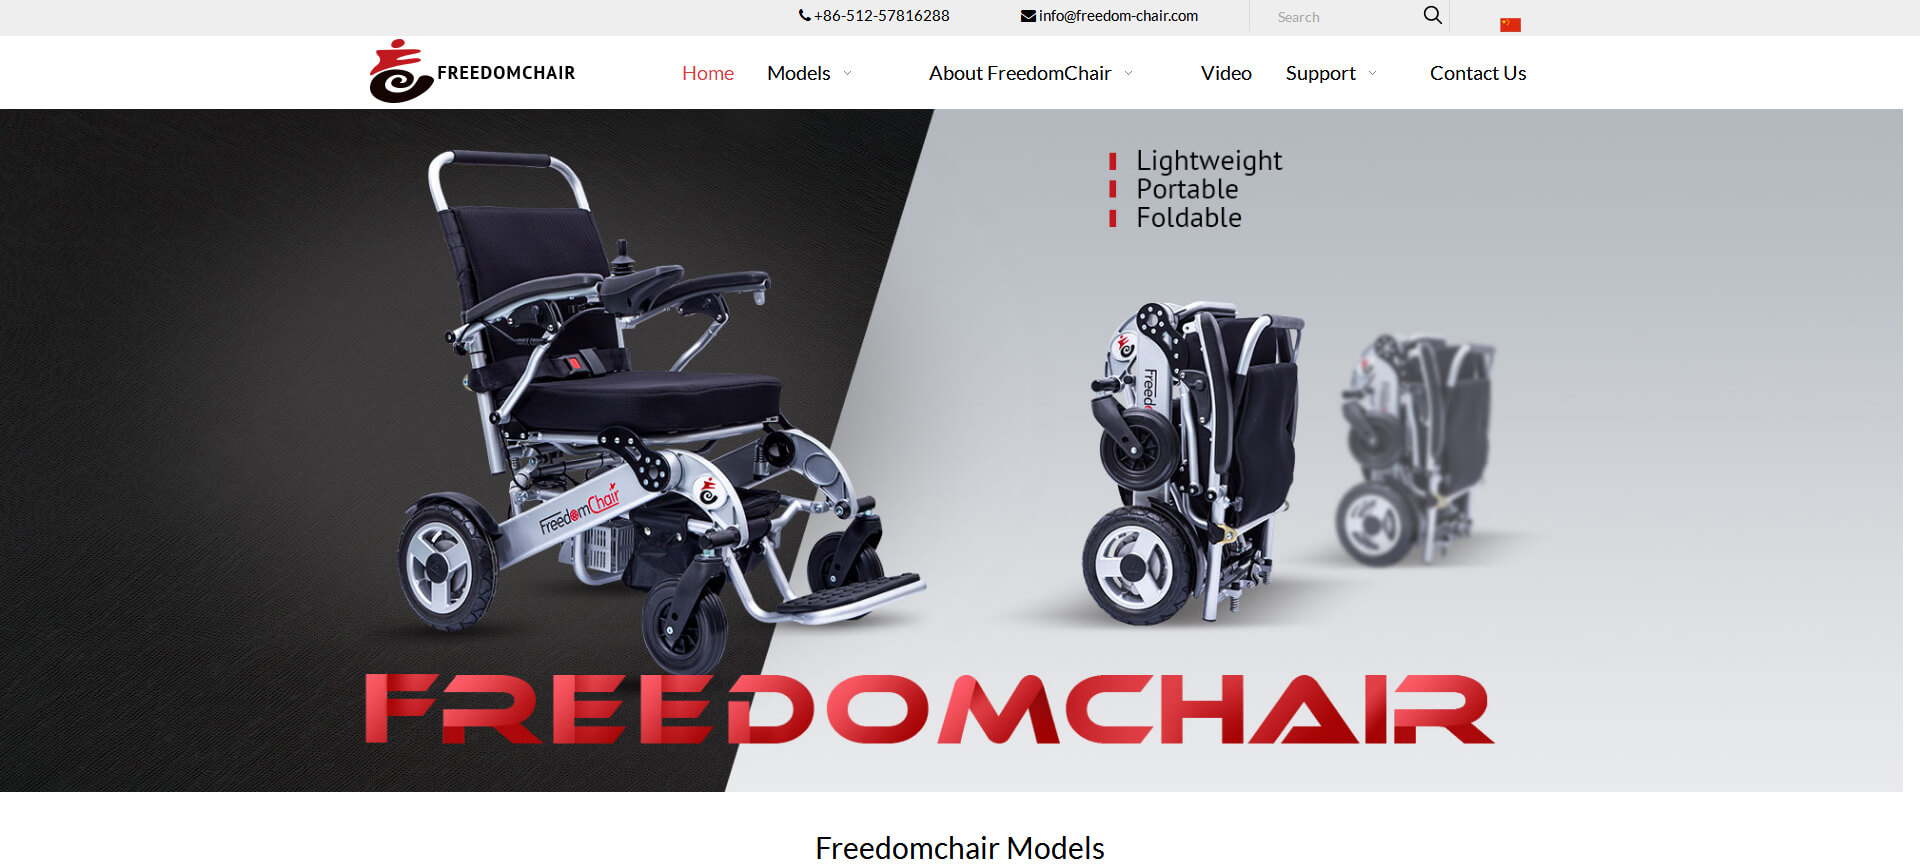 +86-512-57816288
info@freedom-chair.com
Search
FREEDOMCHAIR
Home
Models
About FreedomChair
Video
Support
Contact Us
Lightweight
Portable
Foldable
FreedomChair
Freed
FREEDOMCHAIR
Freedomchair Models